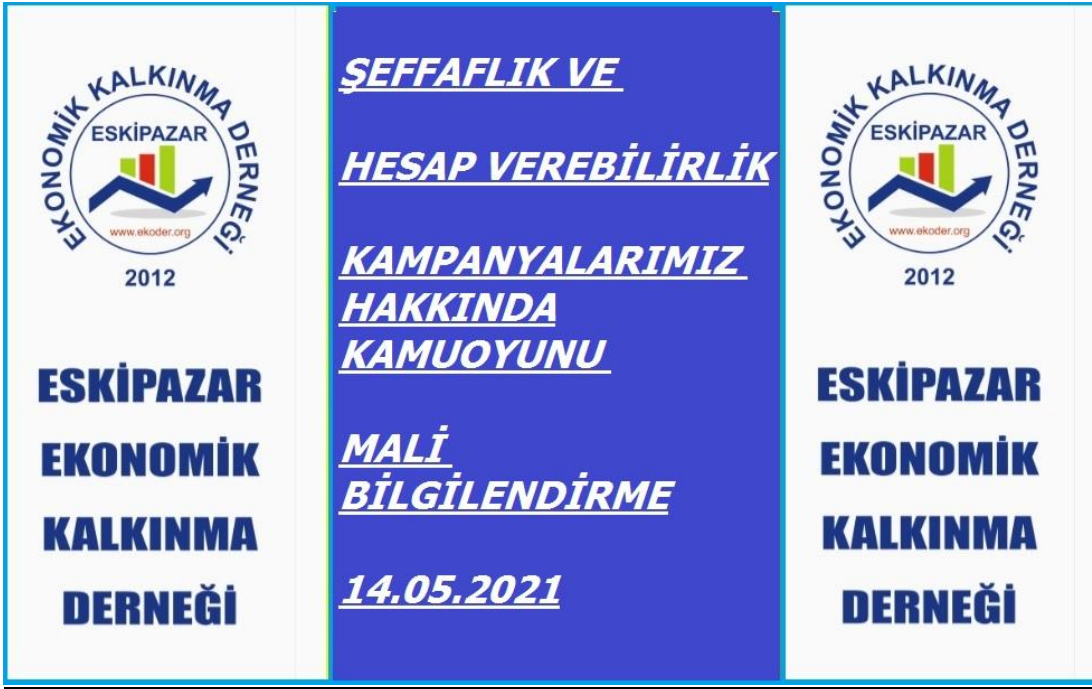 EKONOMİK KALKINMA DERNEĞİ
ESKİPAZAR
www.ekoder.org
2012
ESKİPAZAR
EKONOMİK
KALKINMA
DERNEĞİ
ŞEFFAFLIK VE
HESAP VEREBİLİRLİK
KAMPANYALARIMIZ
HAKKINDA
KAMUOYUNU
MALİ
BİLGİLENDİRME
14.05.2021
EKONOMİK KALKINMA DERNEĞİ
ESKİPAZAR
www.ekoder.org
2012
ESKİPAZAR
EKONOMİK
KALKINMA
DERNEĞİ